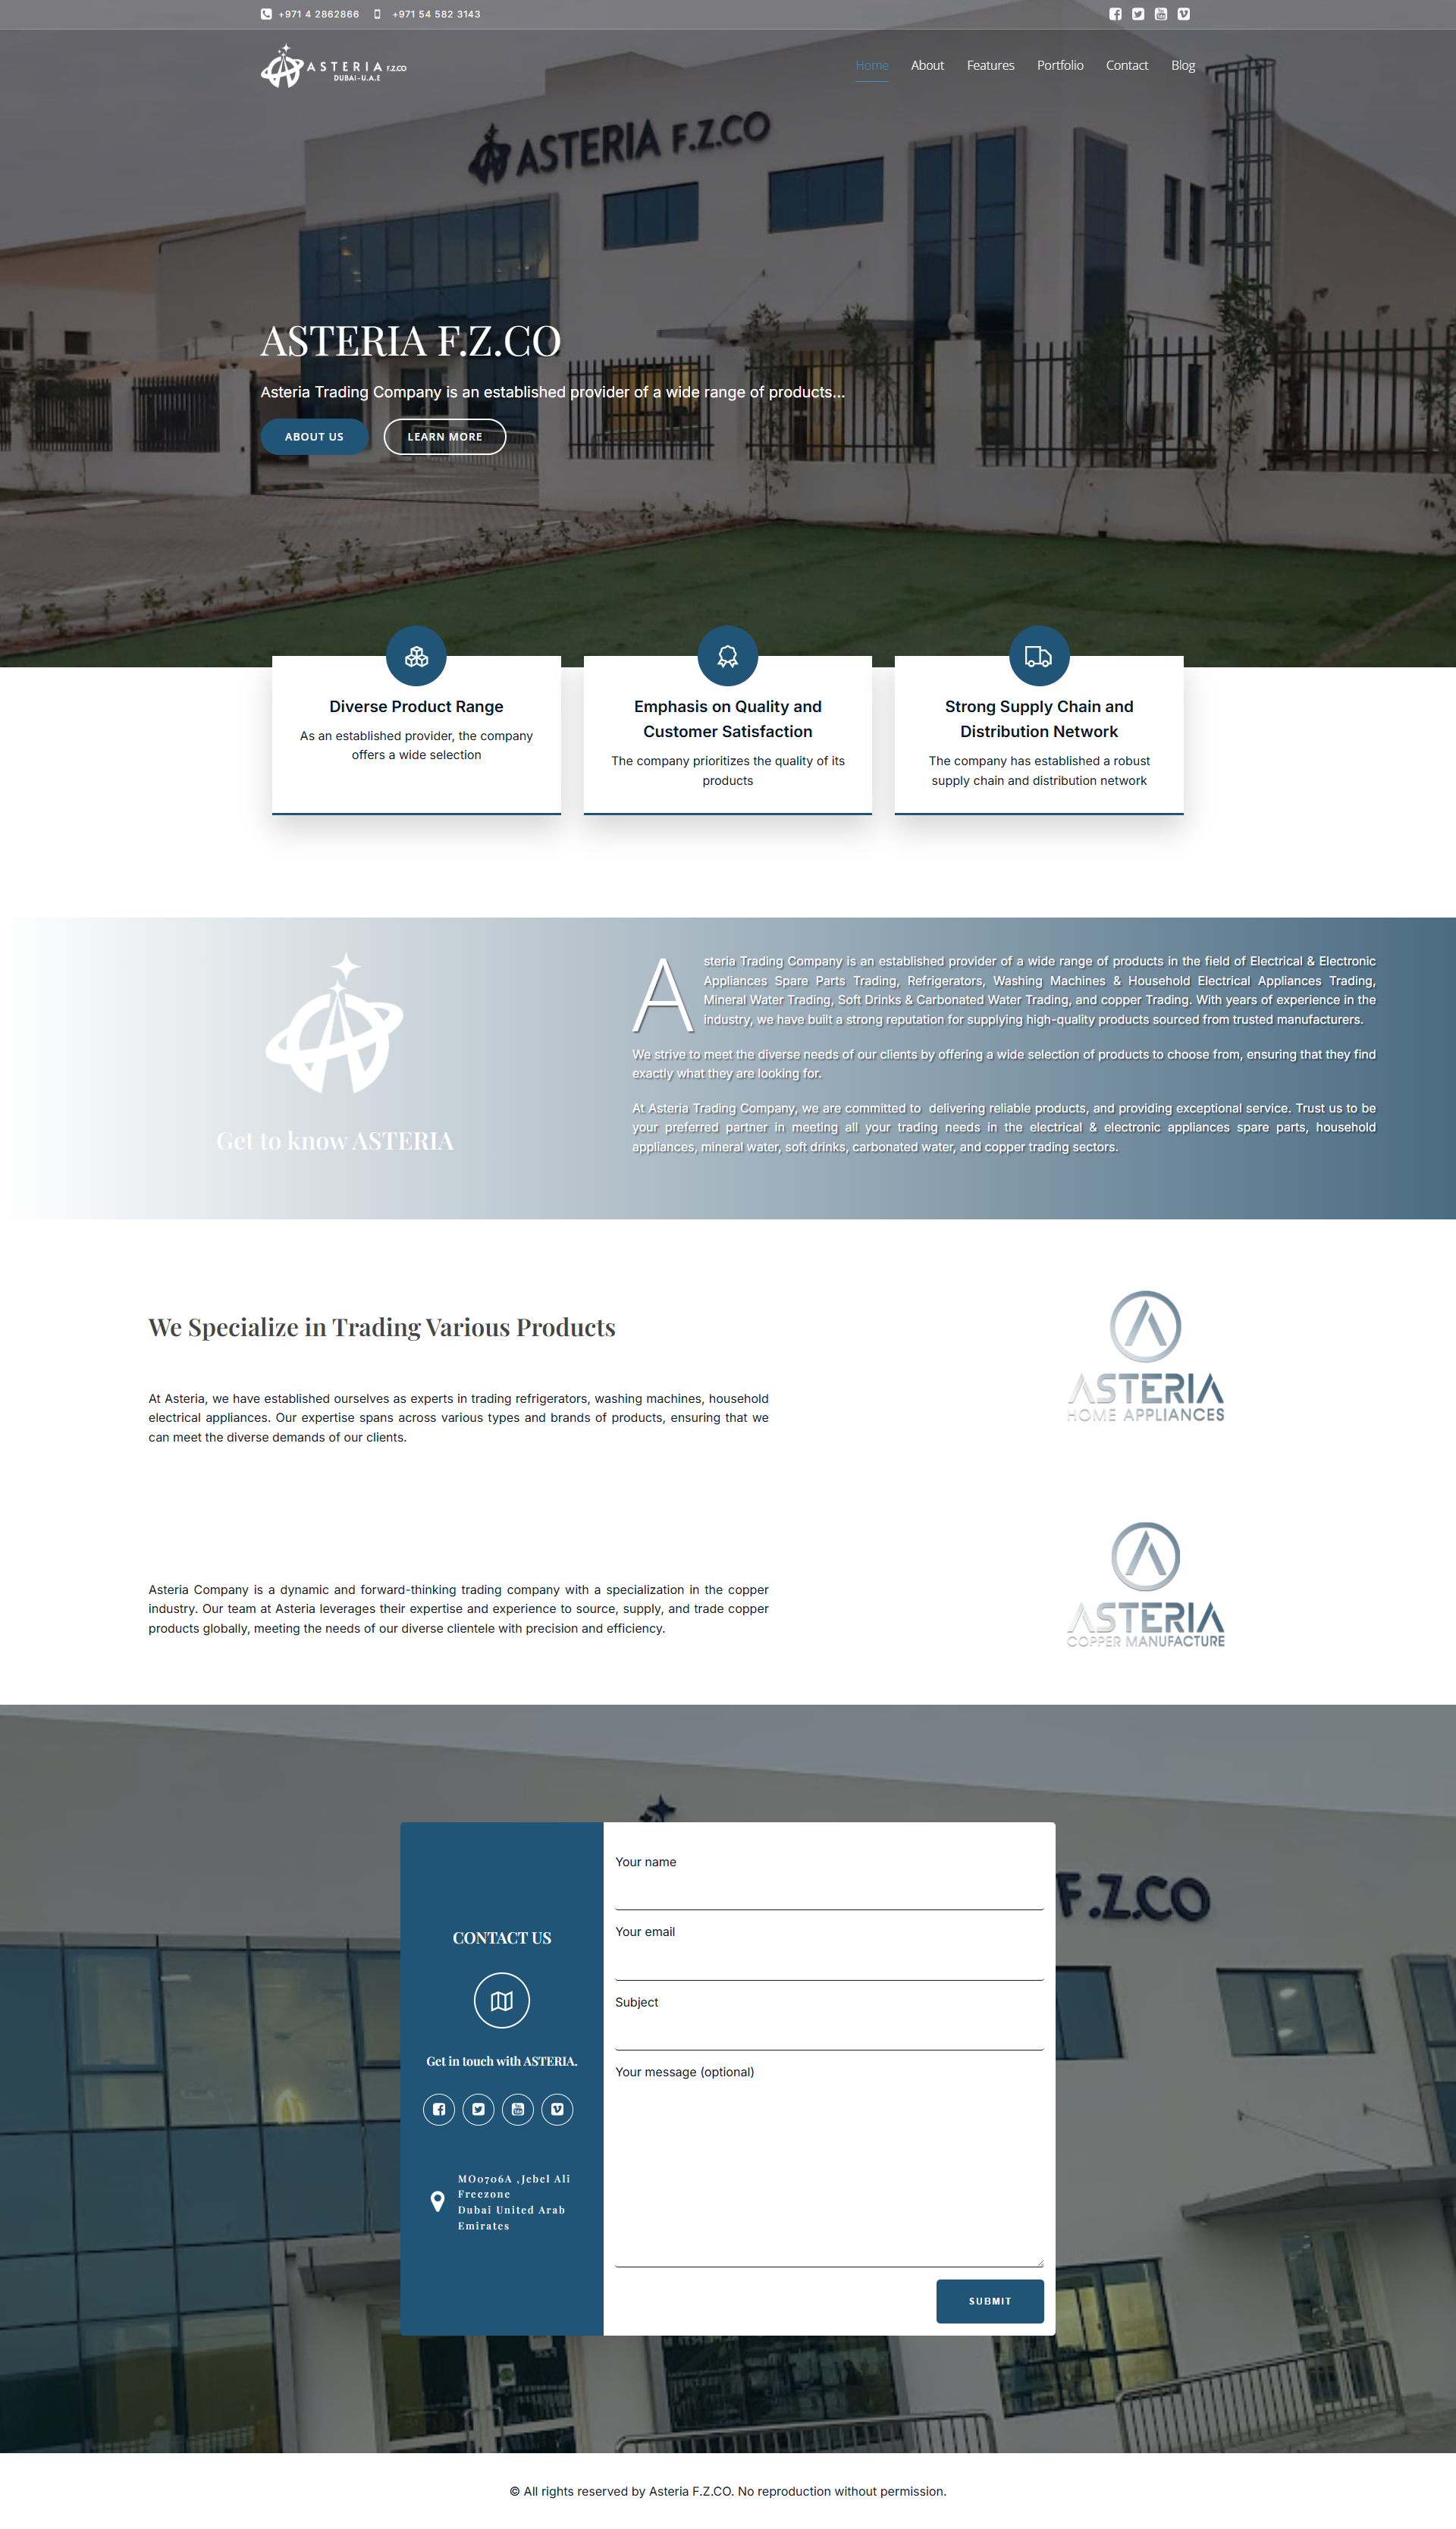 +971 4 2862866 +971 54 582 3143
ASTERIA F.Z.CO
DUBAI-U.A.E
Home About Features Portfolio Contact Blog
ASTERIA F.Z.CO
ASTERIA F.Z.CO
Asteria Trading Company is an established provider of a wide range of products...
ABOUT US LEARN MORE
Diverse Product Range
As an established provider, the company
offers a wide selection
Emphasis on Quality and
Customer Satisfaction
The company prioritizes the quality of its
products
Strong Supply Chain and
Distribution Network
The company has established a robust
supply chain and distribution network
Get to know ASTERIA
Asteria Trading Company is an established provider of a wide range of products in the field of Electrical & Electronic
Appliances Spare Parts Trading, Refrigerators, Washing Machines & Household Electrical Appliances Trading,
Mineral Water Trading, Soft Drinks & Carbonated Water Trading, and copper Trading. With years of experience in the
industry, we have built a strong reputation for supplying high-quality products sourced from trusted manufacturers.
We strive to meet the diverse needs of our clients by offering a wide selection of products to choose from, ensuring that they find
exactly what they are looking for.
At Asteria Trading Company, we are committed to delivering reliable products, and providing exceptional service. Trust us to be
your preferred partner in meeting all your trading needs in the electrical & electronic appliances spare parts, household
appliances, mineral water, soft drinks, carbonated water, and copper trading sectors.
We Specialize in Trading Various Products
At Asteria, we have established ourselves as experts in trading refrigerators, washing machines, household
electrical appliances. Our expertise spans across various types and brands of products, ensuring that we
can meet the diverse demands of our clients.
ASTERIA
HOME APPLIANCES
Asteria Company is a dynamic and forward-thinking trading company with a specialization in the copper
industry. Our team at Asteria leverages their expertise and experience to source, supply, and trade copper
products globally, meeting the needs of our diverse clientele with precision and efficiency.
ASTERIA
COPPER MANUFACTURE
F.Z.CO
CONTACT US
Get in touch with ASTERIA.
MO0706A ,Jebel Ali
Freezone
Dubai United Arab
Emirates
Your name
Your email
Subject
Your message (optional)
SUBMIT
© All rights reserved by Asteria F.Z.CO. No reproduction without permission.